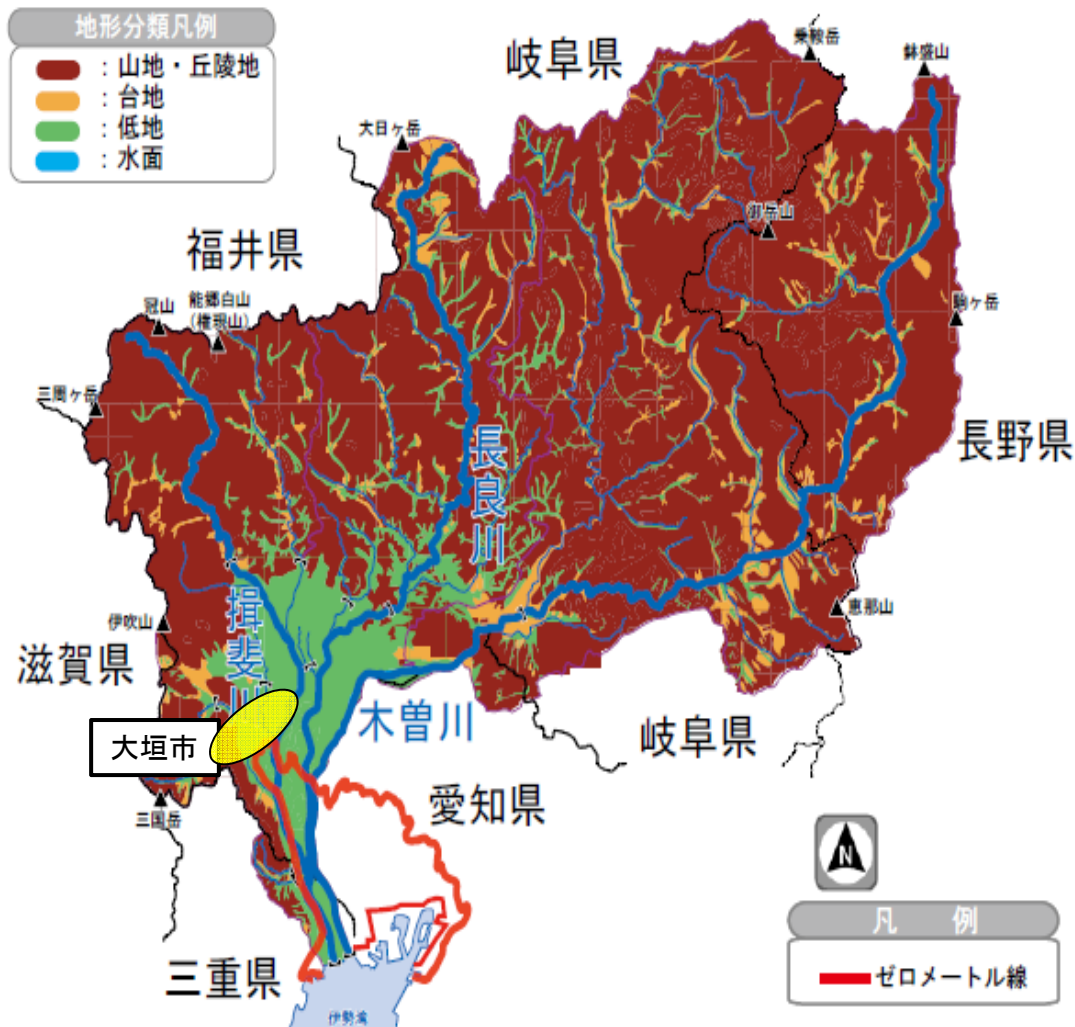 地形分類凡例
：山地・丘陵地
：台地
：低地
：水面
岐阜県
乗鞍岳
鉢盛山
大日ヶ岳
御岳山
福井県
能郷白山
(権現山)
冠山
駒ヶ岳
三周ヶ岳
長野県
長良川
揖斐川
伊吹山
恵那山
滋賀県
木曽川
岐阜県
大垣市
愛知県
三国岳
N
凡 例
ゼロメートル線
三重県
伊勢湾